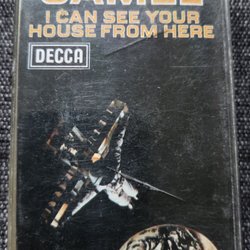 CAMEL
I CAN SEE YOUR
HOUSE FROM HERE
DECCA